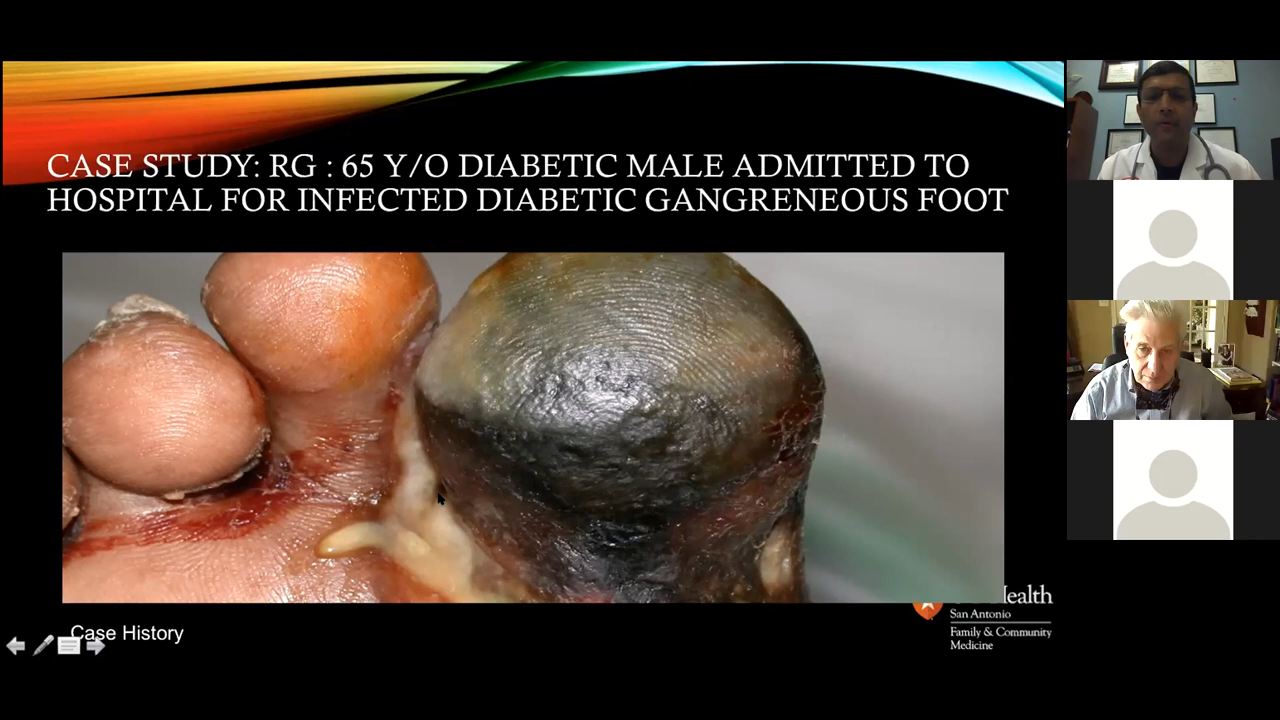 CASE STUDY: RG : 65 Y/O DIABETIC MALE ADMITTED TO
HOSPITAL FOR INFECTED DIABETIC GANGRENEOUS FOOT
Case History
Health
San Antonio
Family & Community
Medicine